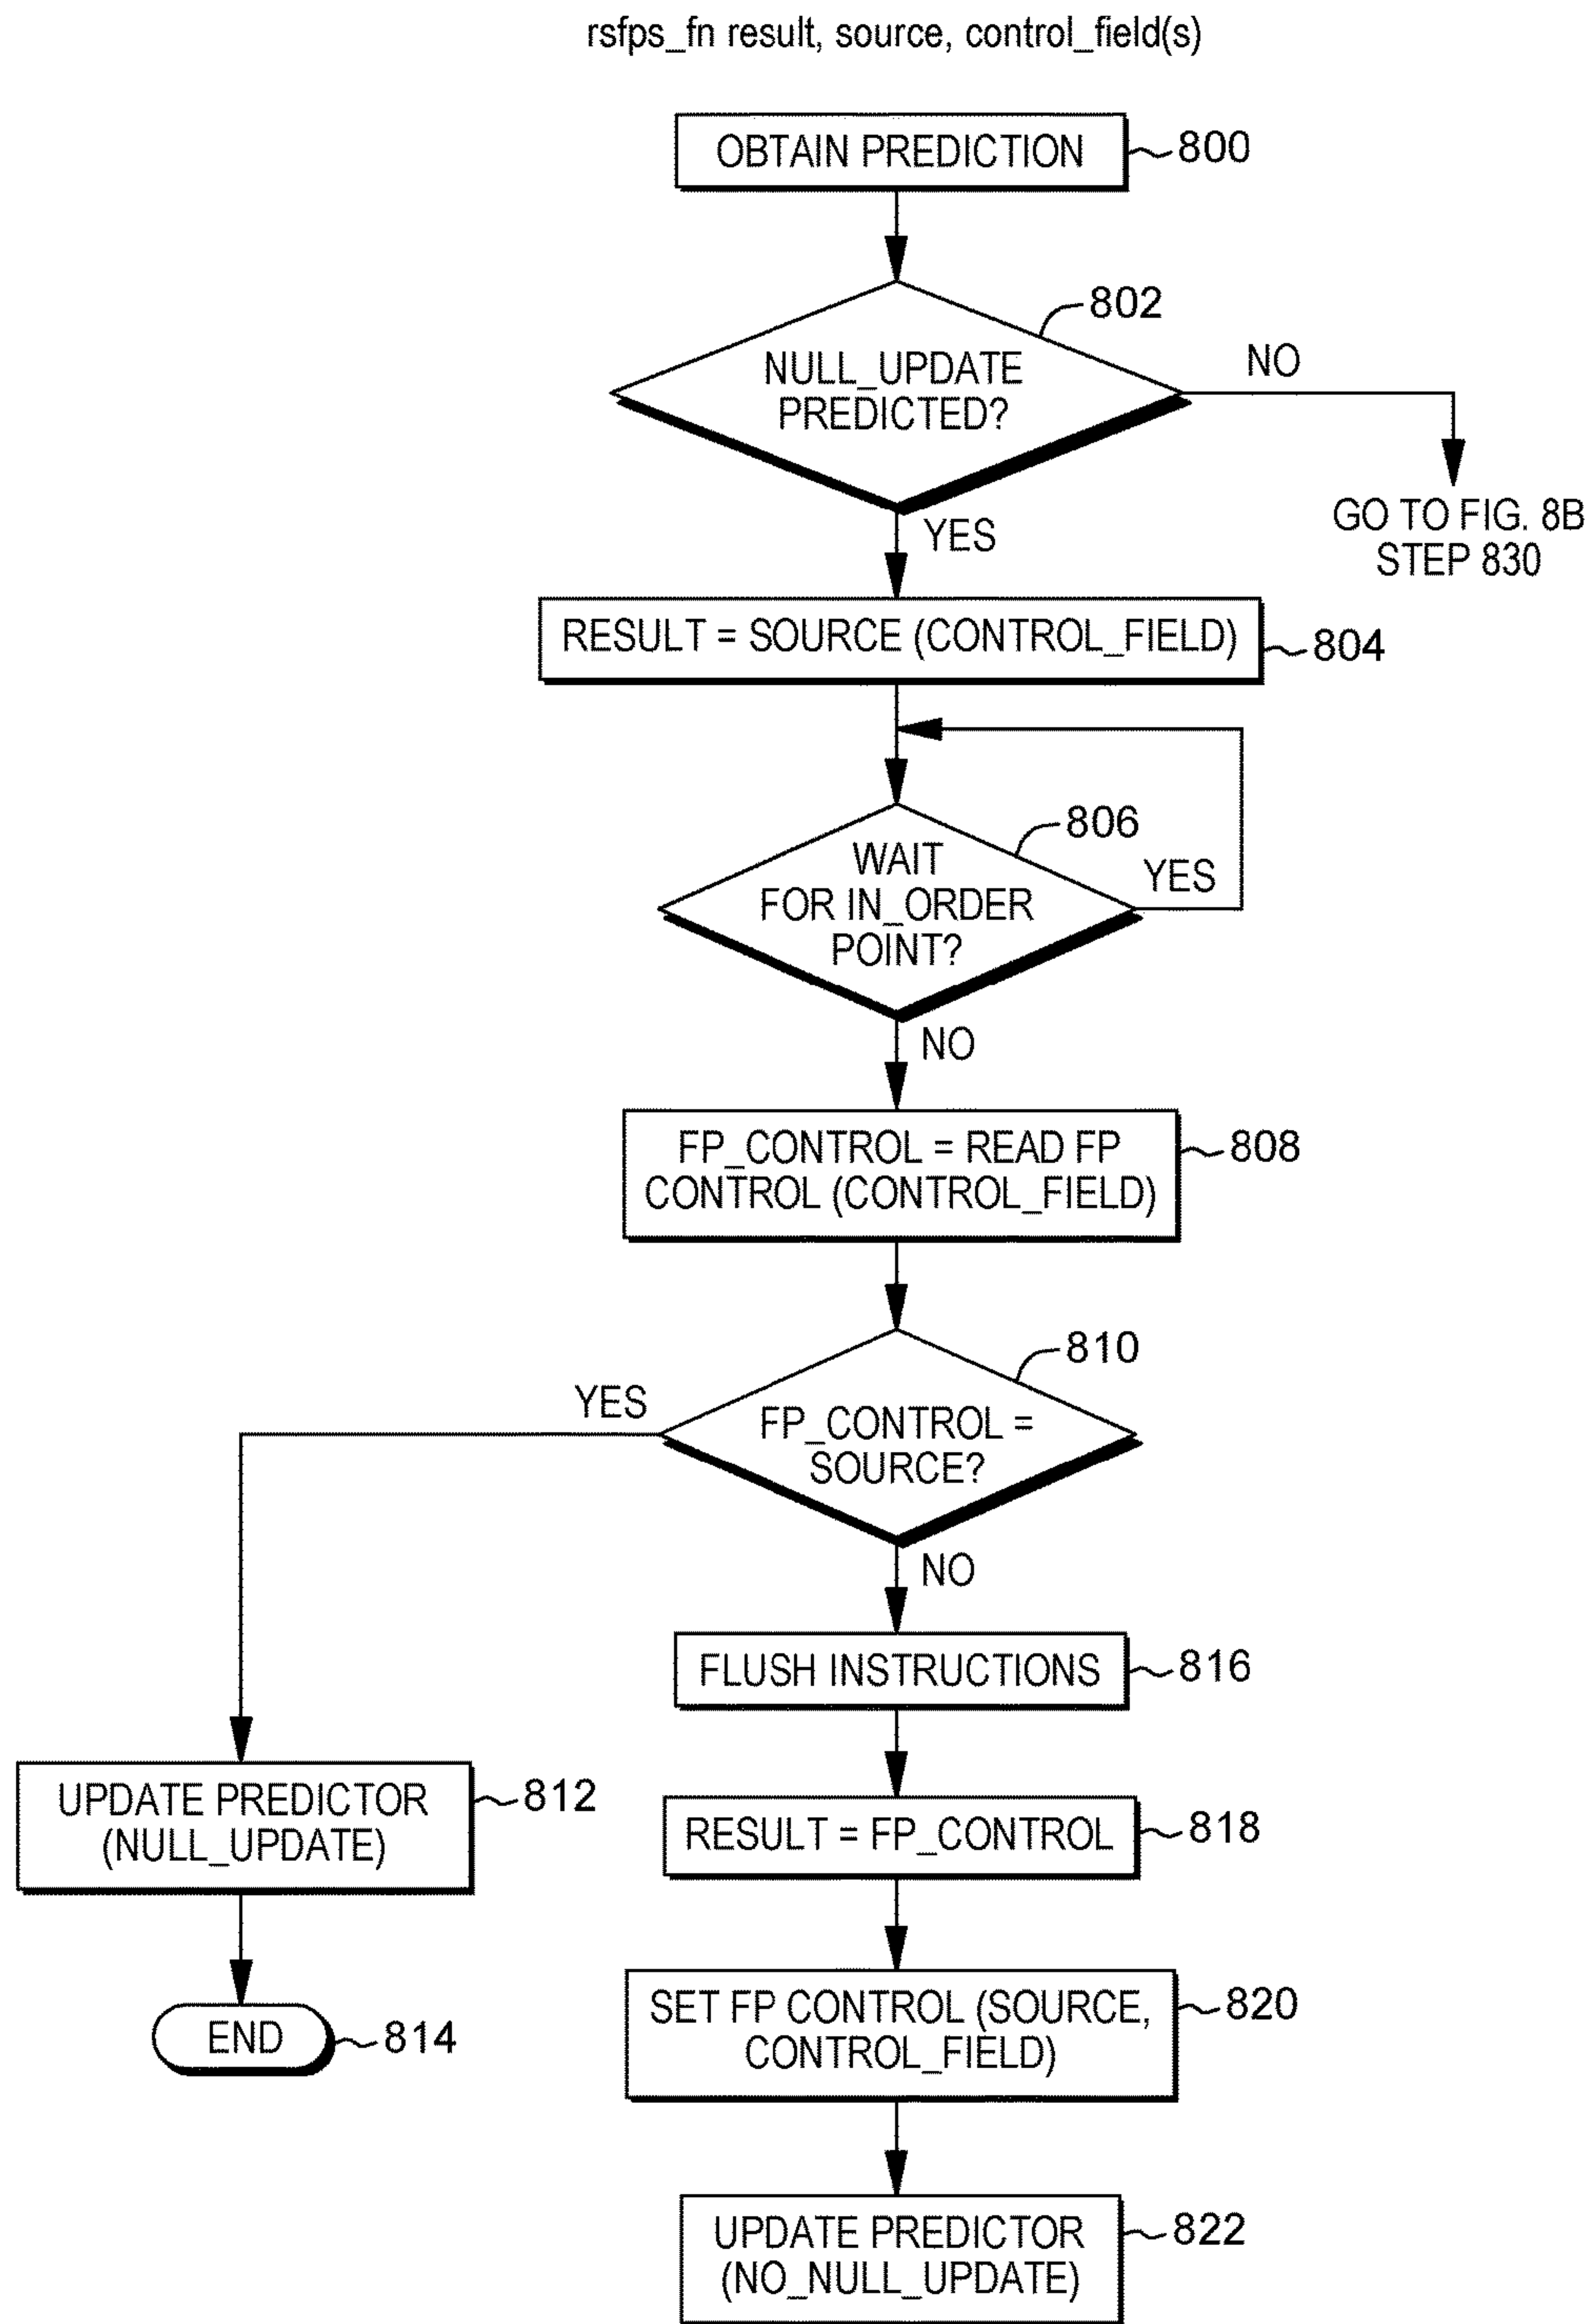 rsfps_fn result, source, control_field(s)
OBTAIN PREDICTION
800
802
NULL_UPDATE
PREDICTED?
NO
GO TO FIG. 8B
STEP 830
YES
RESULT = SOURCE (CONTROL_FIELD)
804
806
WAIT
FOR IN_ORDER
POINT?
YES
NO
FP_CONTROL = READ FP
CONTROL (CONTROL_FIELD)
808
810
YES
FP_CONTROL =
SOURCE?
NO
FLUSH INSTRUCTIONS
816
UPDATE PREDICTOR
(NULL_UPDATE)
812
RESULT = FP_CONTROL
818
END
814
SET FP CONTROL (SOURCE,
CONTROL_FIELD)
820
UPDATE PREDICTOR
(NO_NULL_UPDATE)
822